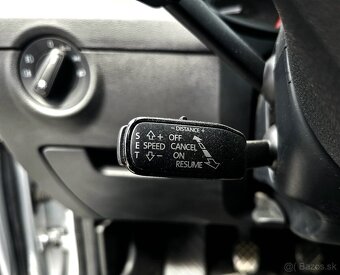 - DISTANCE +
S E T
⇧+ OFF
SPEED CANCEL
⇩- ON
RESUME
Bazos.sk